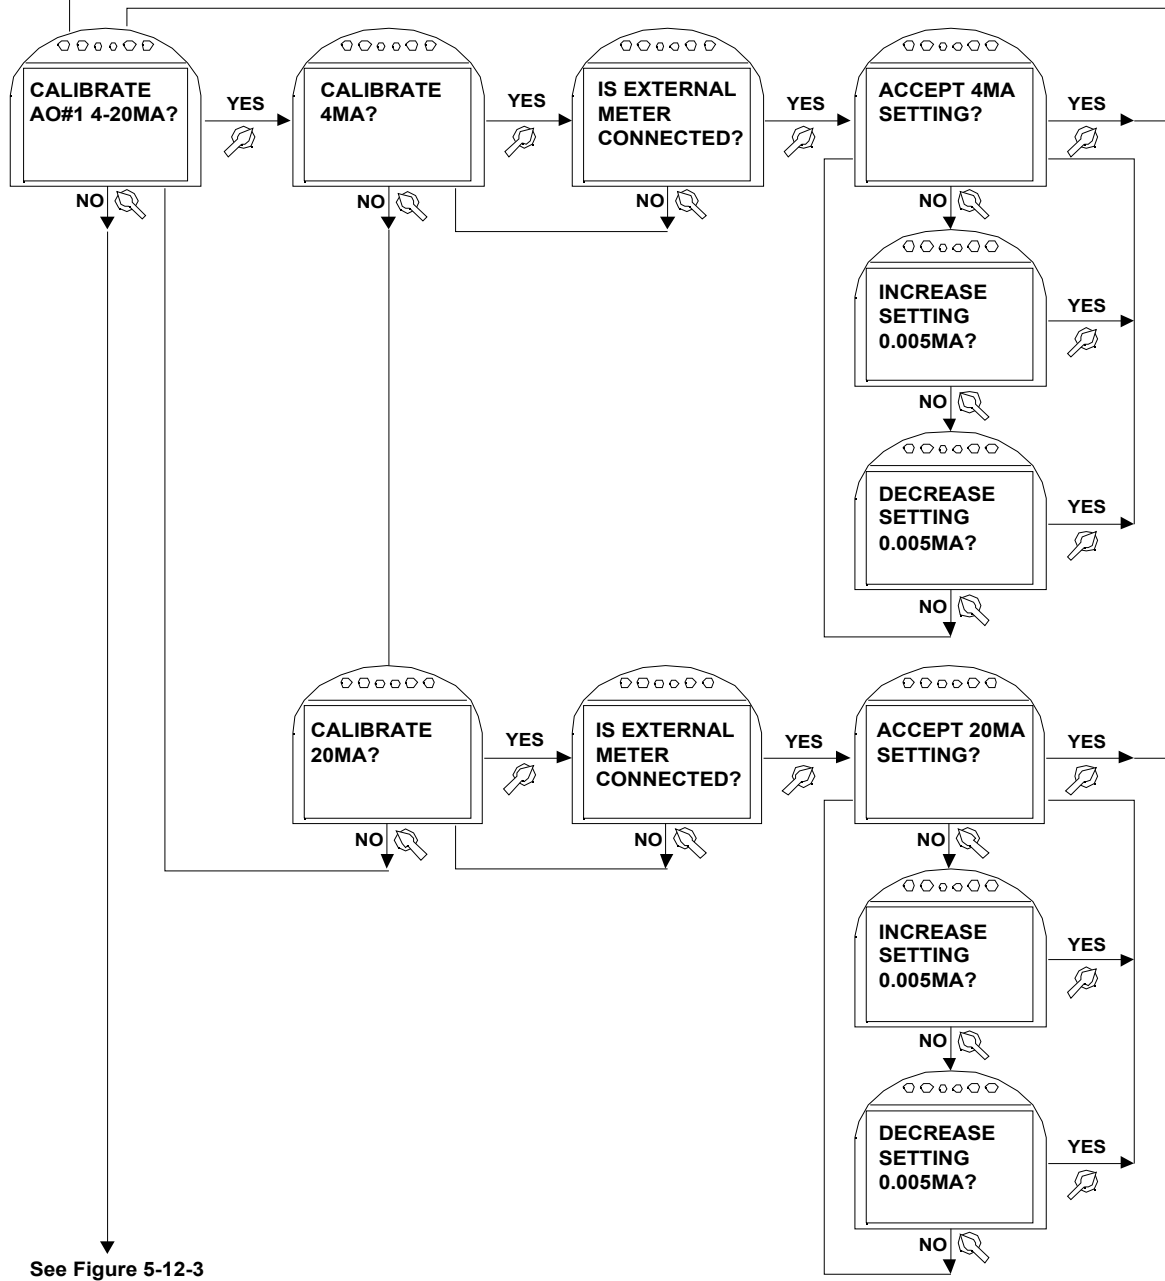 CALIBRATE
AO#1 4-20MA?
YES
NO
CALIBRATE
4MA?
YES
NO
IS EXTERNAL
METER
CONNECTED?
YES
NO
ACCEPT 4MA
SETTING?
YES
NO
INCREASE
SETTING
0.005MA?
YES
NO
DECREASE
SETTING
0.005MA?
YES
NO
CALIBRATE
20MA?
YES
NO
IS EXTERNAL
METER
CONNECTED?
YES
NO
ACCEPT 20MA
SETTING?
YES
NO
INCREASE
SETTING
0.005MA?
YES
NO
DECREASE
SETTING
0.005MA?
YES
NO
See Figure 5-12-3